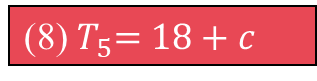 (8) T₅= 18 + c